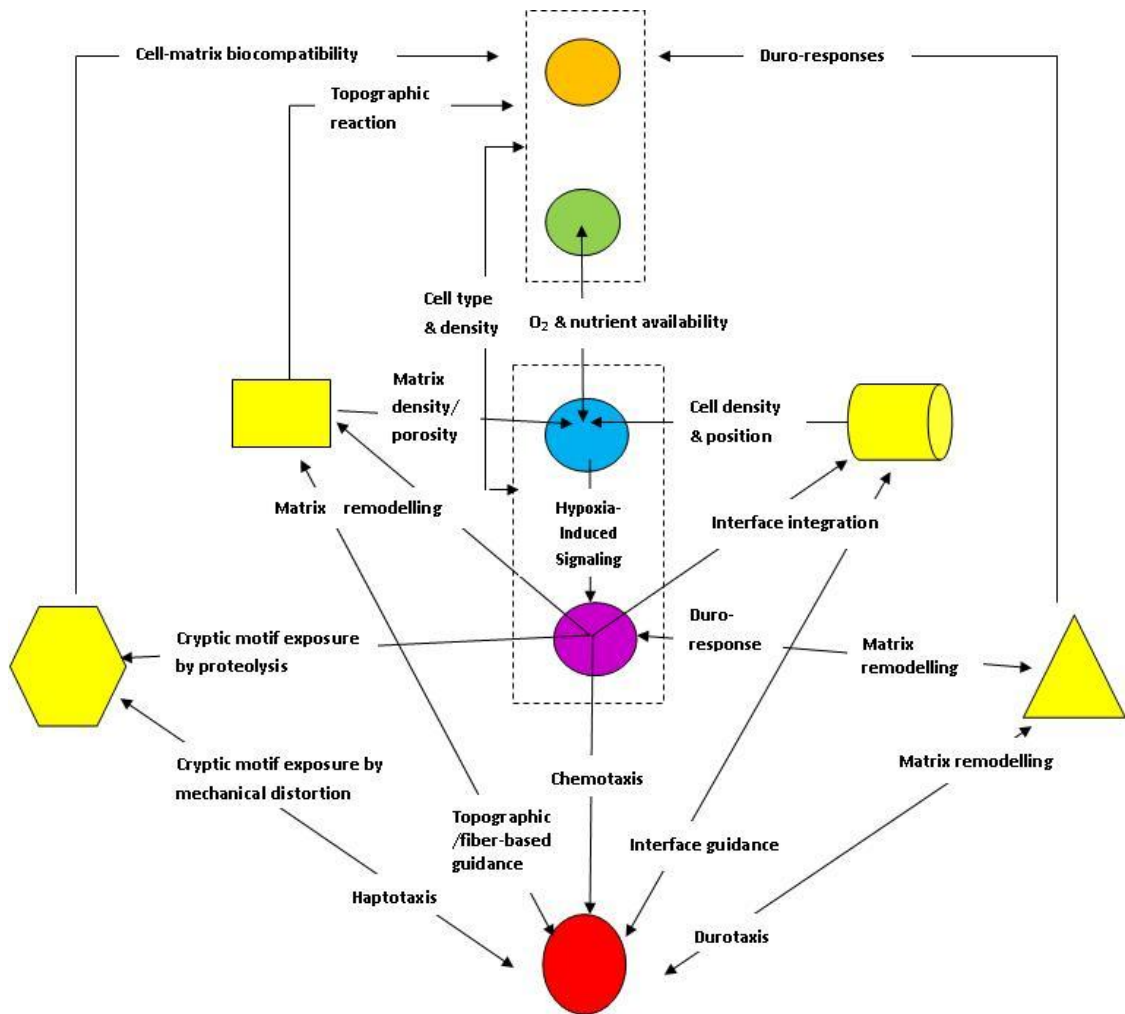 Cell-matrix biocompatibility
Duro-responses
Topographic
reaction
Cell type
& density
O₂ & nutrient availability
Matrix
density/
porosity
Cell density
& position
Matrix remodelling
Hypoxia-
Induced
Signaling
Interface integration
Cryptic motif exposure
by proteolysis
Duro-
response
Matrix
remodelling
Cryptic motif exposure by
mechanical distortion
Chemotaxis
Matrix remodelling
Topographic
/fiber-based
guidance
Interface guidance
Haptotaxis
Durotaxis